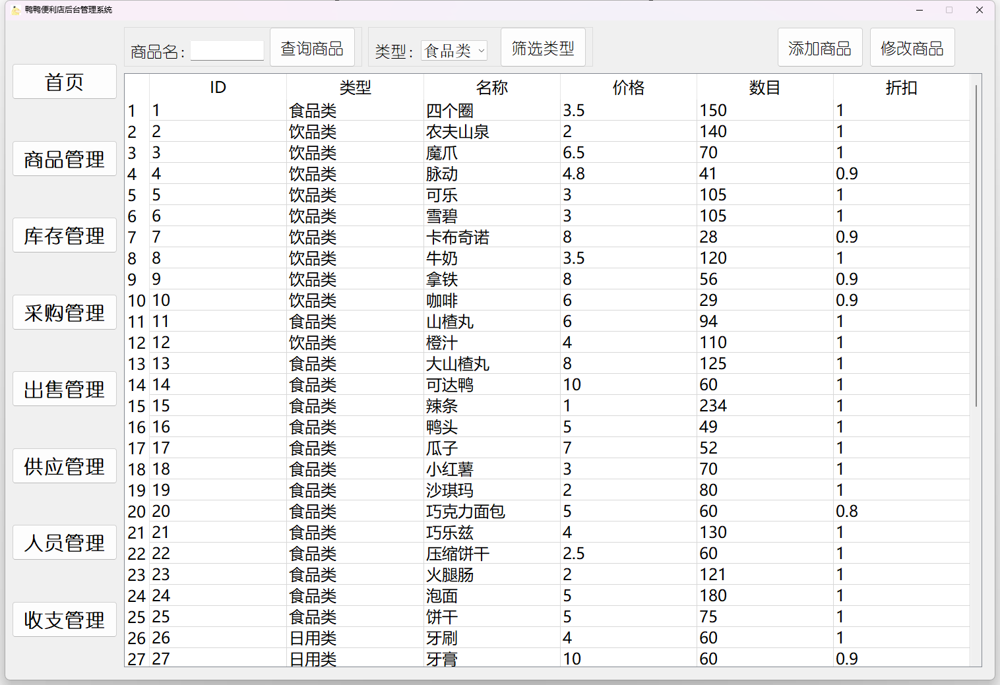 鸭鸭便利店后台管理系统
商品名： 查询商品 类型： 食品类 筛选类型 添加商品 修改商品
首页
商品管理
库存管理
采购管理
出售管理
供应管理
人员管理
收支管理
ID 类型 名称 价格 数目 折扣
1 1 食品类 四个圈 3.5 150 1
2 2 饮品类 农夫山泉 2 140 1
3 3 饮品类 魔爪 6.5 70 1
4 4 饮品类 脉动 4.8 41 0.9
5 5 饮品类 可乐 3 105 1
6 6 饮品类 雪碧 3 105 1
7 7 饮品类 卡布奇诺 8 28 0.9
8 8 饮品类 牛奶 3.5 120 1
9 9 饮品类 拿铁 8 56 0.9
10 10 饮品类 咖啡 6 29 0.9
11 11 食品类 山楂丸 6 94 1
12 12 饮品类 橙汁 4 110 1
13 13 食品类 大山楂丸 8 125 1
14 14 食品类 可达鸭 10 60 1
15 15 食品类 辣条 1 234 1
16 16 食品类 鸭头 5 49 1
17 17 食品类 瓜子 7 52 1
18 18 食品类 小红薯 3 70 1
19 19 食品类 沙琪玛 2 80 1
20 20 食品类 巧克力面包 5 60 0.8
21 21 食品类 巧乐兹 4 130 1
22 22 食品类 压缩饼干 2.5 60 1
23 23 食品类 火腿肠 2 121 1
24 24 食品类 泡面 5 180 1
25 25 食品类 饼干 5 75 1
26 26 日用类 牙刷 4 60 1
27 27 日用类 牙膏 10 60 0.9